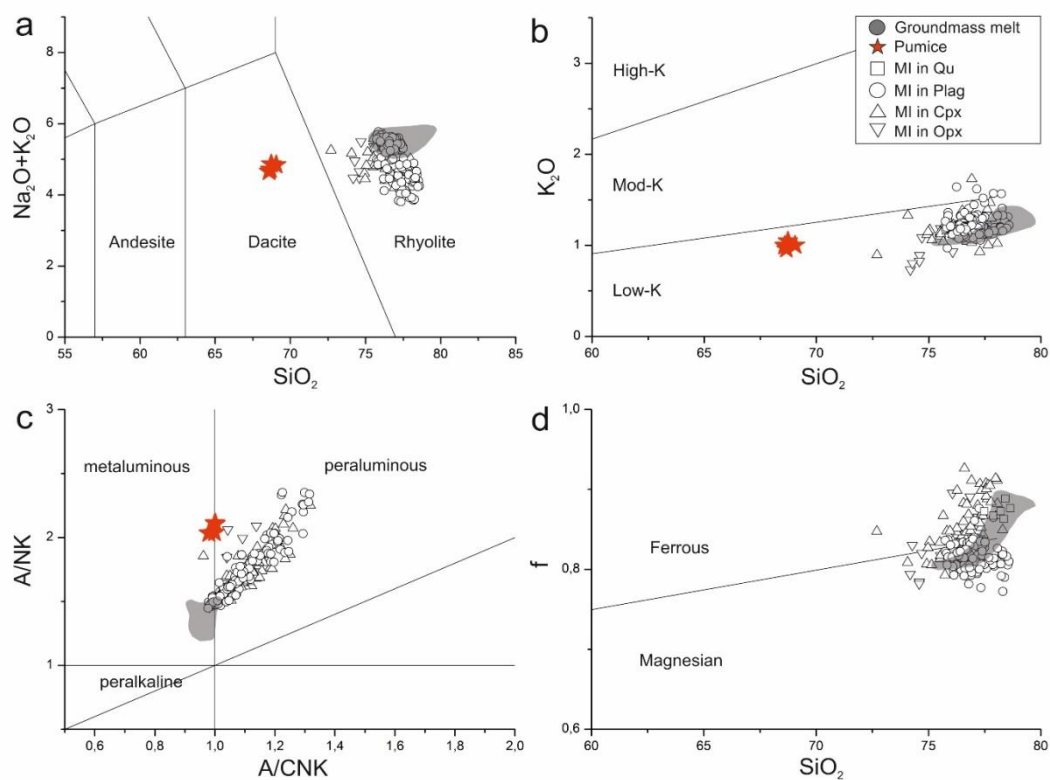 a
Na₂O+K₂O
8
6
4
2
0
Andesite
Dacite
Rhyolite
55 60 65 70 75 80 85
SiO₂
b
K₂O
3
2
1
0
High-K
Mod-K
Low-K
Groundmass melt
Pumice
MI in Qu
MI in Plag
MI in Cpx
MI in Opx
60 65 70 75 80
SiO₂
c
A/NK
3
2
1
metaluminous
peraluminous
peralkaline
0,6 0,8 1,0 1,2 1,4 1,6 1,8 2,0
A/CNK
d
f
1,0
0,8
0,6
Ferrous
Magnesian
60 65 70 75 80
SiO₂